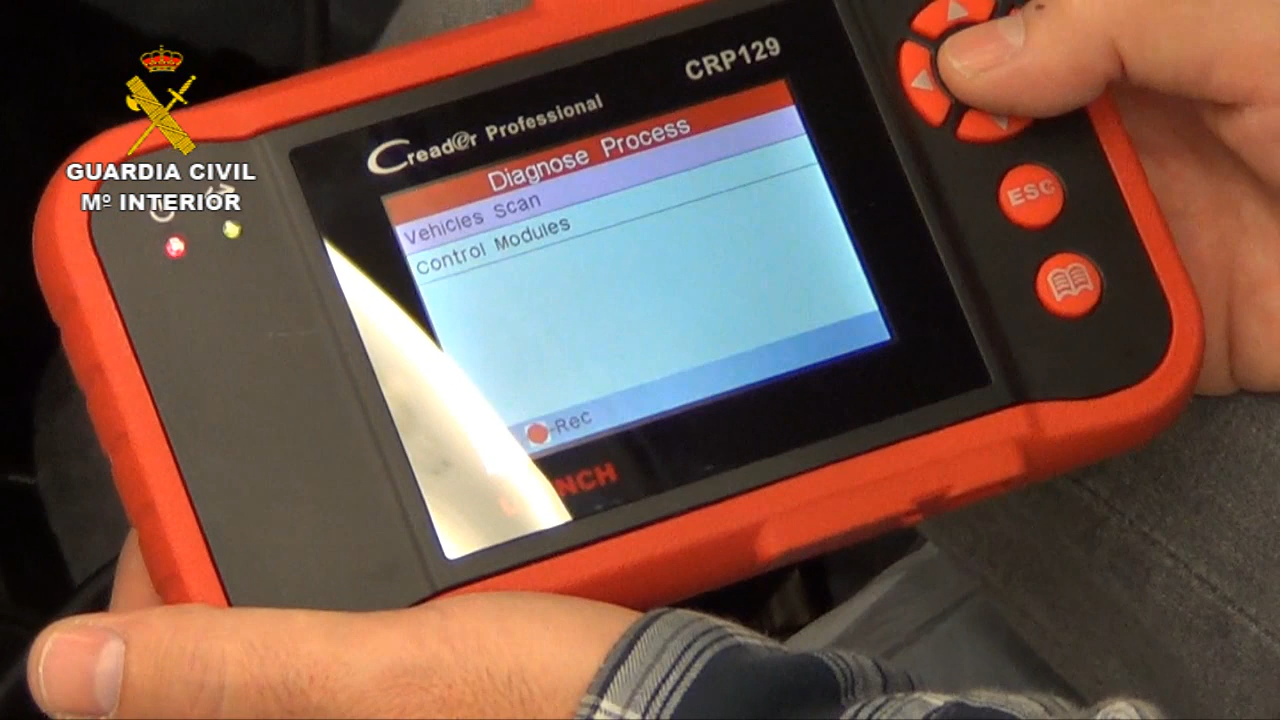 GUARDIA CIVIL
Mº INTERIOR
CRP129
Creader Professional
Diagnose Process
Vehicles Scan
Control Modules
-Rec
ESC